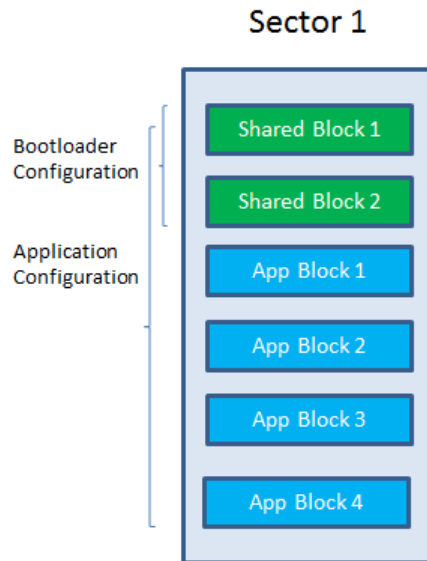 Sector 1
Bootloader
Configuration
Application
Configuration
Shared Block 1
Shared Block 2
App Block 1
App Block 2
App Block 3
App Block 4